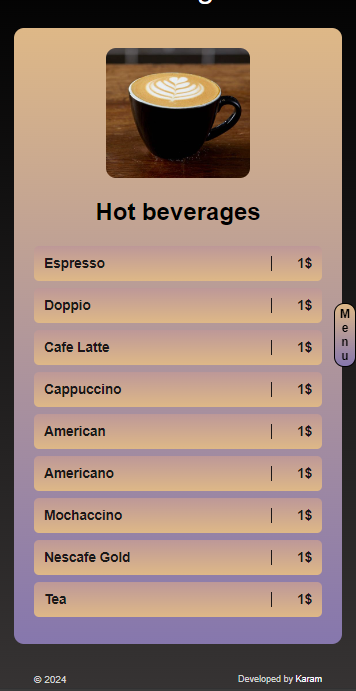 Hot beverages
Espresso | 1$
Doppio | 1$
Cafe Latte | 1$
Cappuccino | 1$
American | 1$
Americano | 1$
Mochaccino | 1$
Nescafe Gold | 1$
Tea | 1$
Menu
© 2024
Developed by Karam